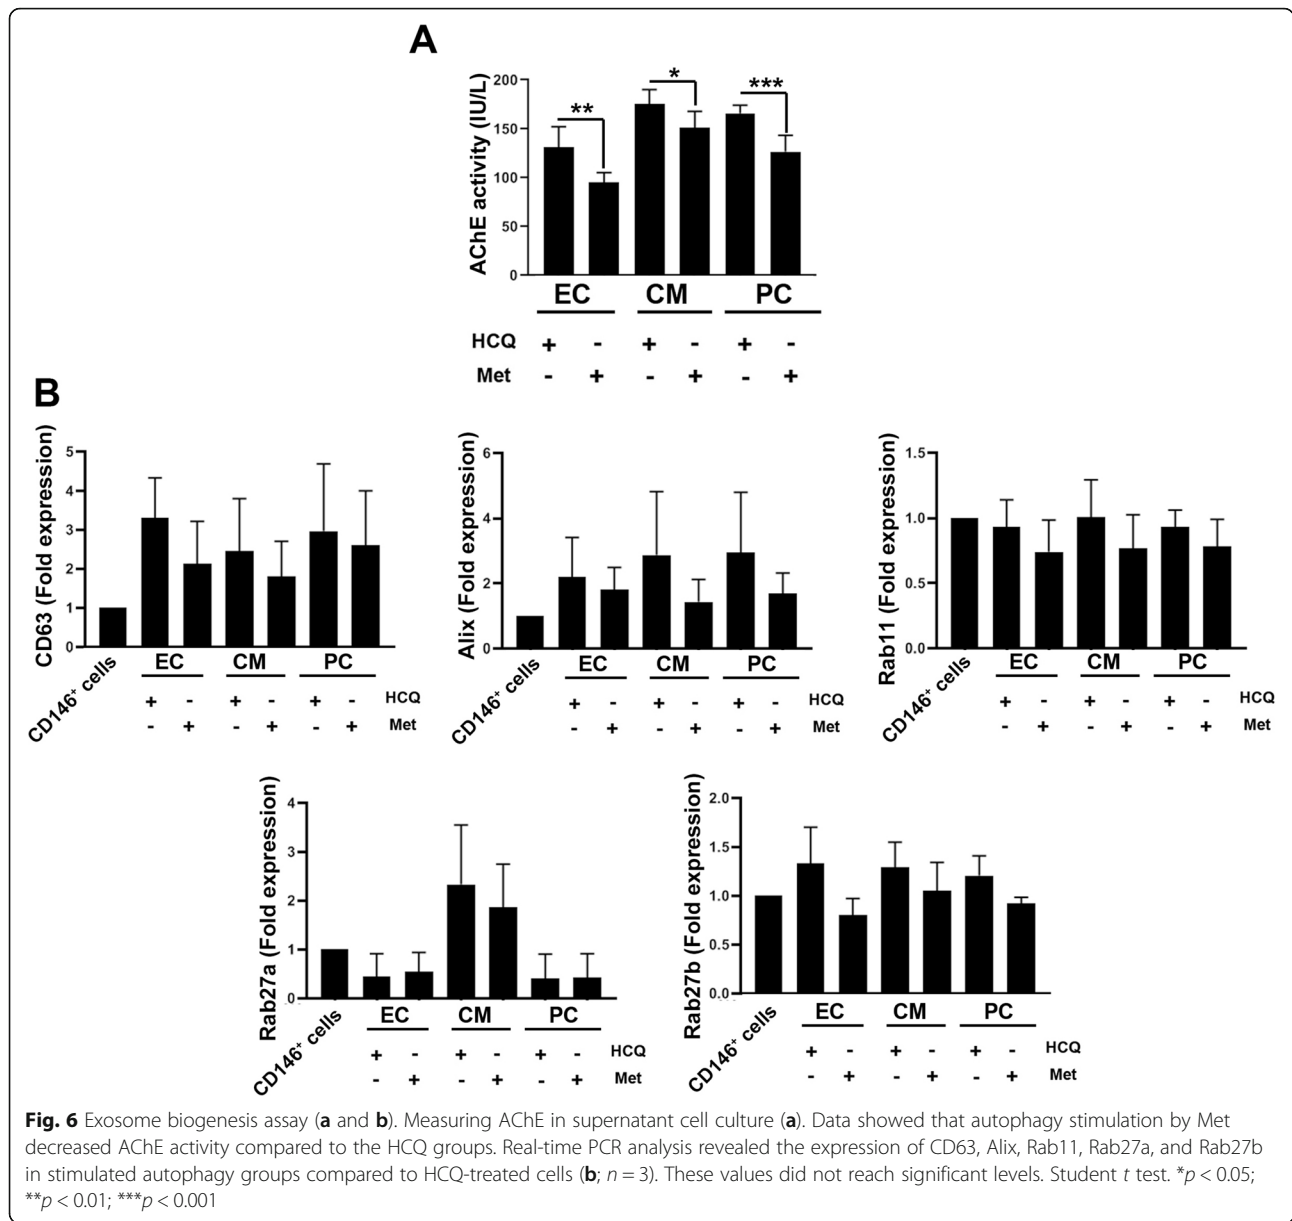 A
AChE activity (IU/L)
200
150
100
50
0
** * ***
EC CM PC
HCQ + - + - + -
Met - + - + - +
B
CD63 (Fold expression)
5
4
3
2
1
0
CD146+ cells
EC CM PC
+ - + - + - HCQ
- + - + - + Met
Alix (Fold expression)
6
4
2
0
CD146+ cells
EC CM PC
+ - + - + - HCQ
- + - + - + Met
Rab11 (Fold expression)
1.5
1.0
0.5
0.0
CD146+ cells
EC CM PC
+ - + - + - HCQ
- + - + - + Met
Rab27a (Fold expression)
4
3
2
1
0
CD146+ cells
EC CM PC
+ - + - + - HCQ
- + - + - + Met
Rab27b (Fold expression)
2.0
1.5
1.0
0.5
0.0
CD146+ cells
EC CM PC
+ - + - + - HCQ
- + - + - + Met
Fig. 6 Exosome biogenesis assay (a and b). Measuring AChE in supernatant cell culture (a). Data showed that autophagy stimulation by Met
decreased AChE activity compared to the HCQ groups. Real-time PCR analysis revealed the expression of CD63, Alix, Rab11, Rab27a, and Rab27b
in stimulated autophagy groups compared to HCQ-treated cells (b; n = 3). These values did not reach significant levels. Student t test. *p < 0.05;
**p < 0.01; ***p < 0.001